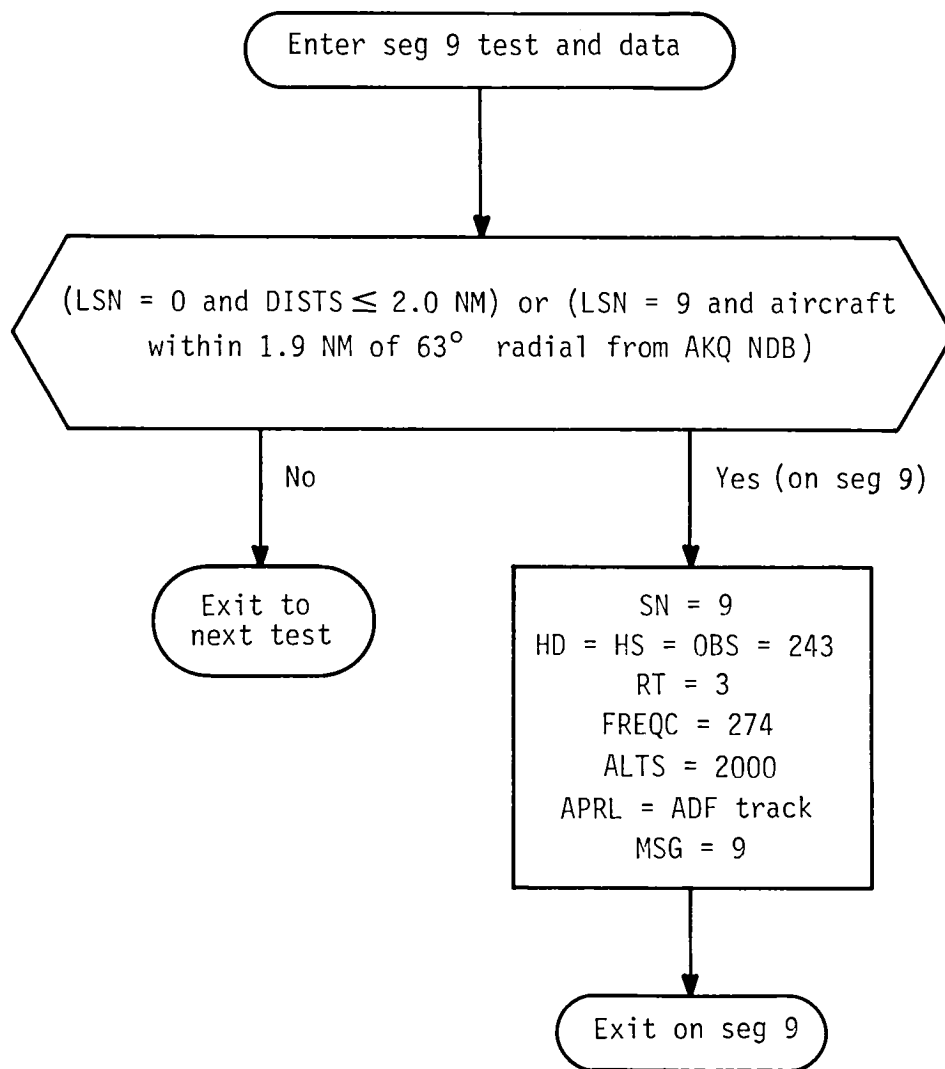 Enter seg 9 test and data
(LSN = 0 and DISTS ≤ 2.0 NM) or (LSN = 9 and aircraft
within 1.9 NM of 63° radial from AKQ NDB)
No
Yes (on seg 9)
Exit to
next test
SN = 9
HD = HS = OBS = 243
RT = 3
FREQC = 274
ALTS = 2000
APRL = ADF track
MSG = 9
Exit on seg 9